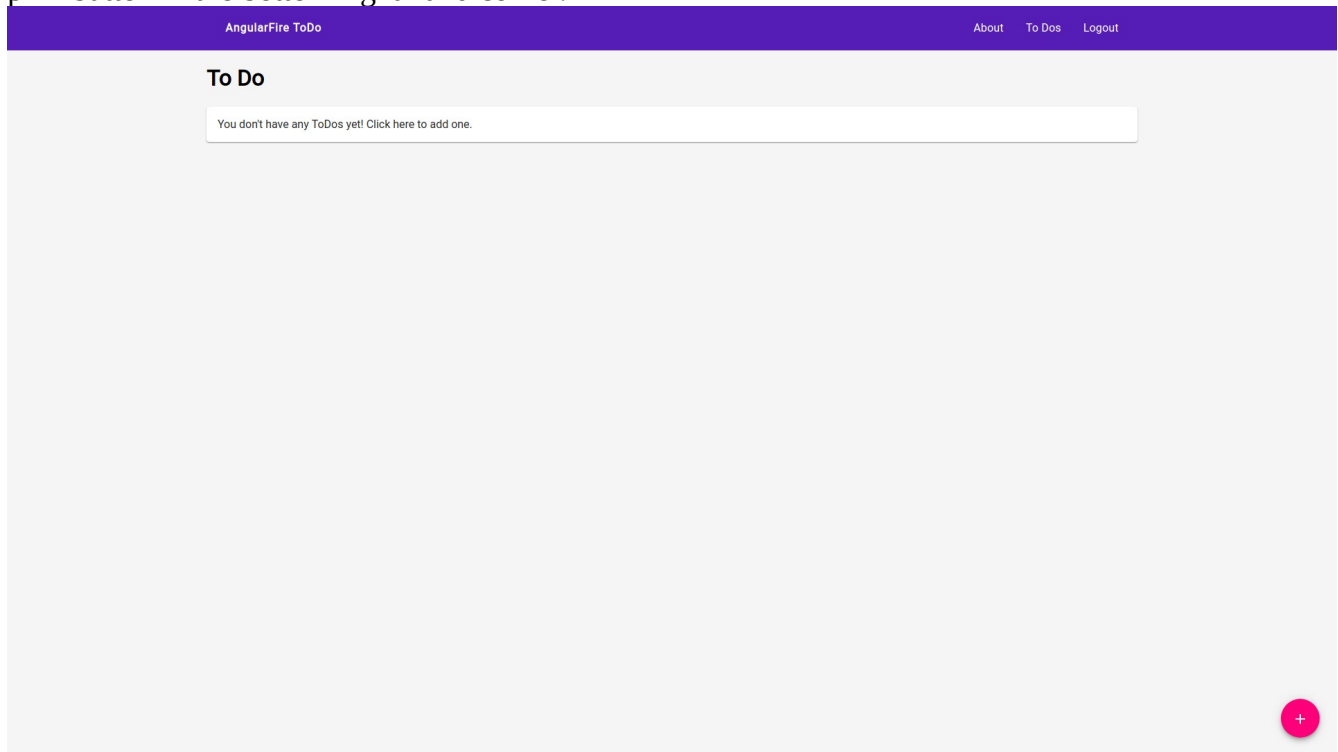 AngularFire ToDo About To Dos Logout
To Do
You don't have any ToDos yet! Click here to add one.
+